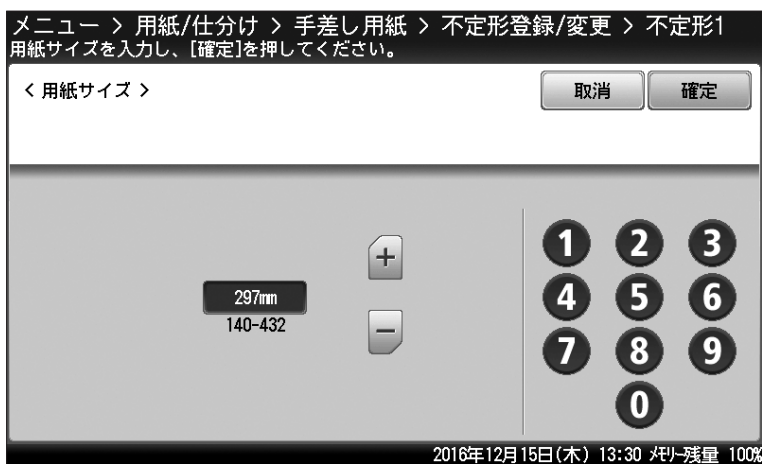 メニュー > 用紙/仕分け > 手差し用紙 > 不定形登録/変更 > 不定形1
用紙サイズを入力し、[確定]を押してください。
< 用紙サイズ >
取消 確定
+
1 2 3
297mm
4 5 6
140-432
−
7 8 9
0
2016年12月15日(木) 13:30 メモリー残量 100%